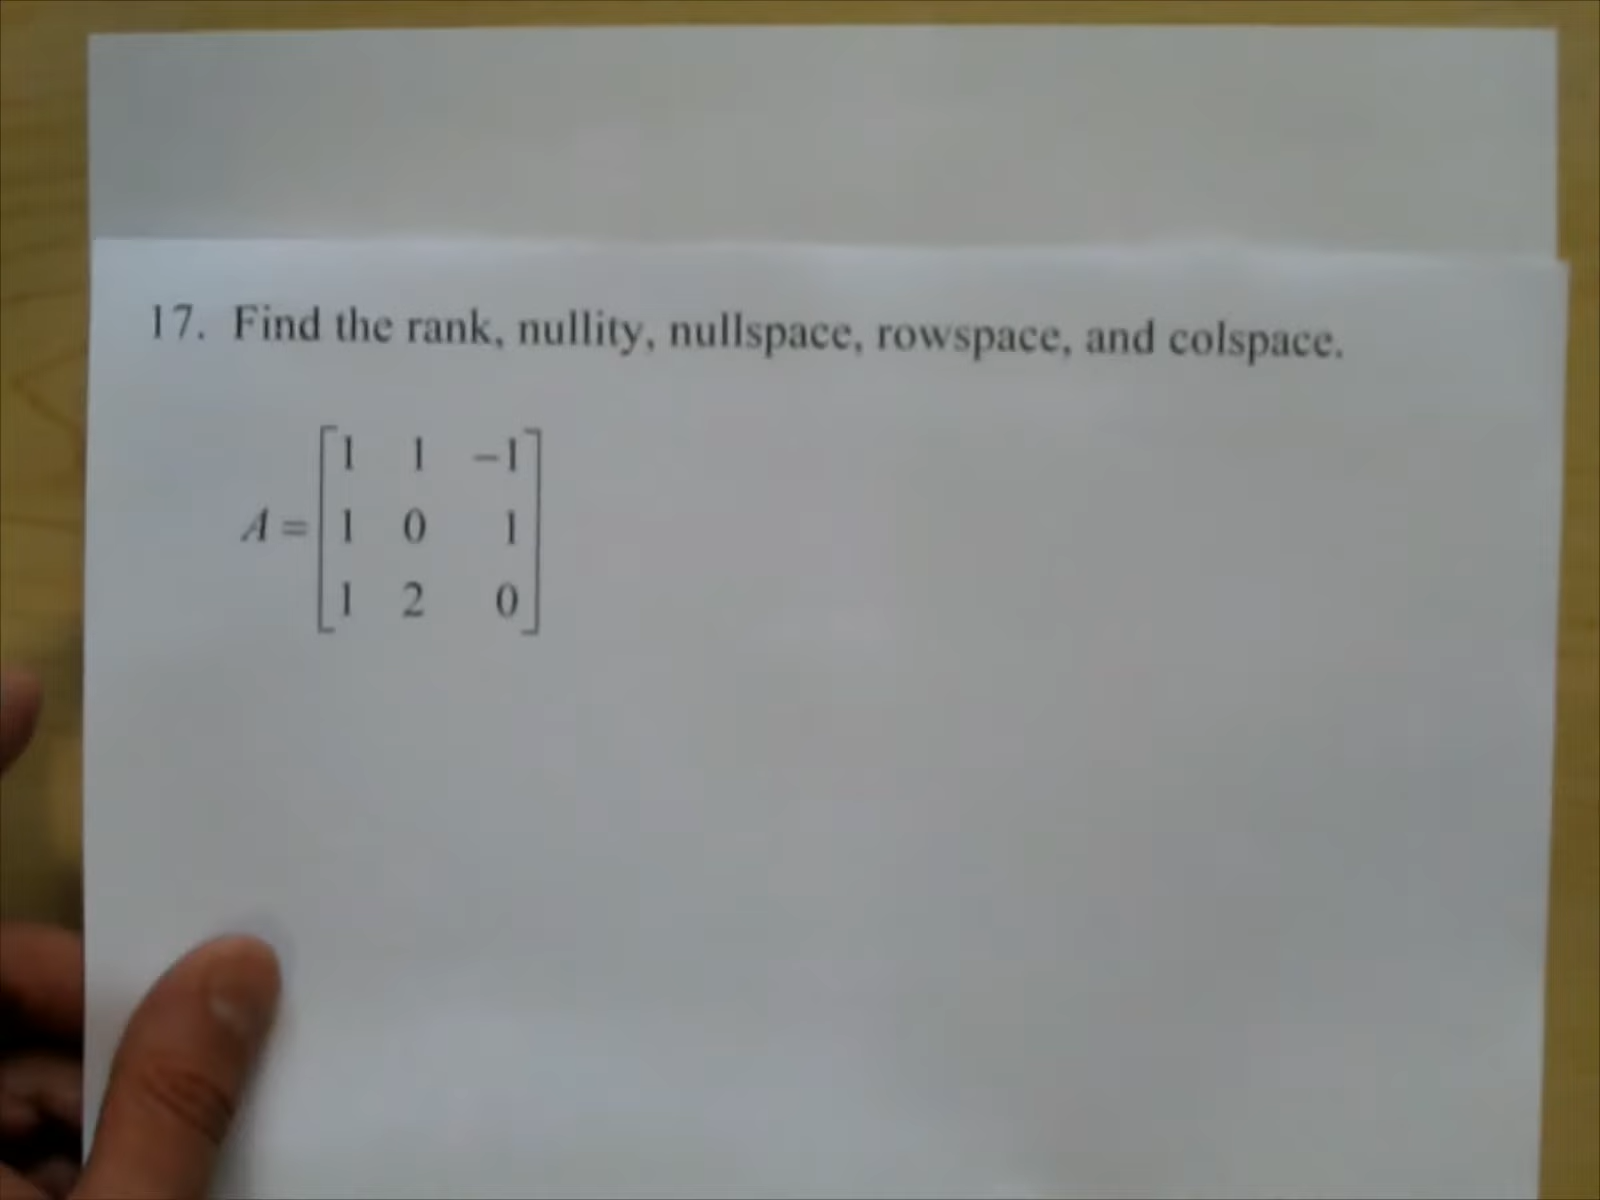 17. Find the rank, nullity, nullspace, rowspace, and colspace.
1 1 −1
A = 1 0 1
1 2 0